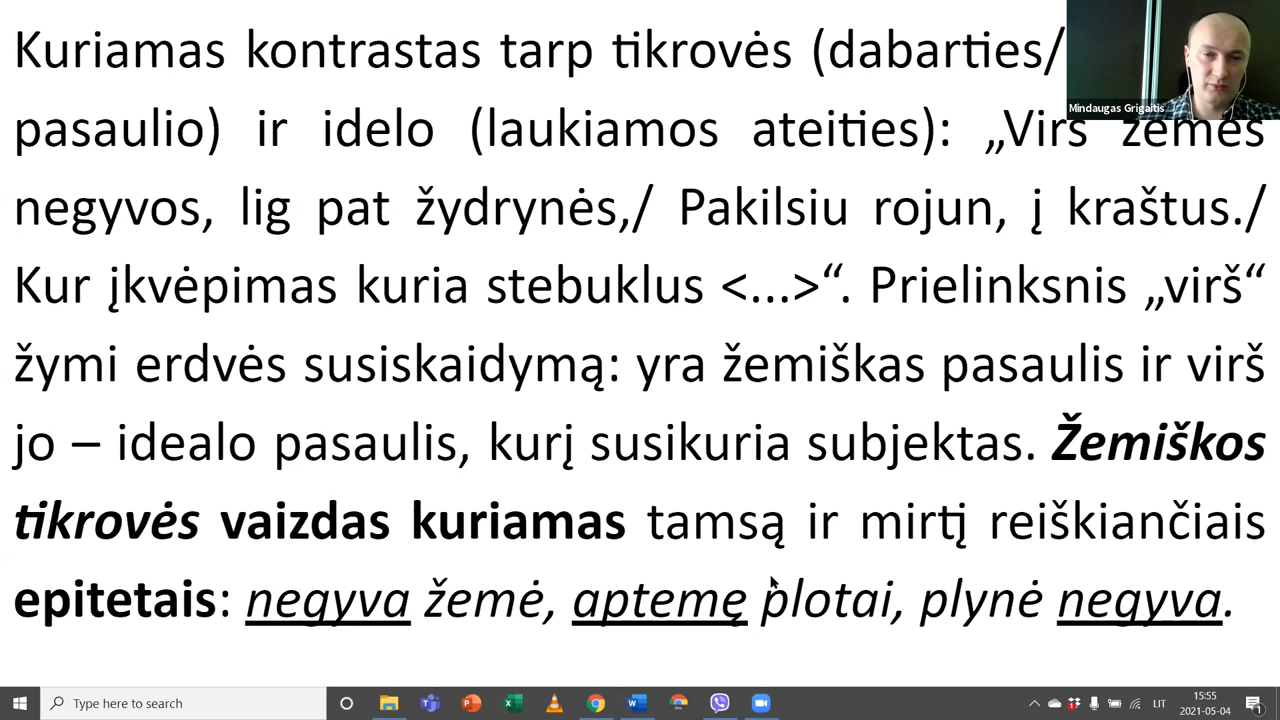 Kuriamas kontrastas tarp tikrovės (dabarties/
pasaulio) ir idelo (laukiamos ateities): „Virš žemės
negyvos, lig pat žydrynės,/ Pakilsiu rojun, į kraštus./
Kur įkvėpimas kuria stebuklus <...>“. Prielinksnis „virš“
žymi erdvės susiskaidymą: yra žemiškas pasaulis ir virš
jo – idealo pasaulis, kurį susikuria subjektas. Žemiškos
tikrovės vaizdas kuriamas tamsą ir mirtį reiškiančiais
epitetais: negyva žemė, aptemę plotai, plynė negyva.
Mindaugas Grigaitis
Type here to search
LIT
15:55
2021-05-04